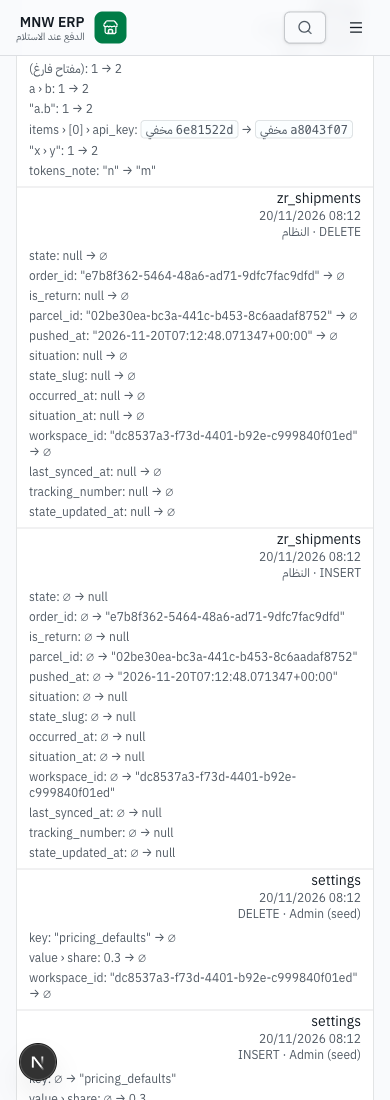 MNW ERP
الدفع عند الاستلام
(مفتاح فارغ): 1 → 2
a › b: 1 → 2
"a.b": 1 → 2
items › [0] › api_key: مخفي 6e81522d → مخفي a8043f07
"x › y": 1 → 2
tokens_note: "n" → "m"
zr_shipments
20/11/2026 08:12
DELETE · النظام
state: null → ∅
order_id: "e7b8f362-5464-48a6-ad71-9dfc7fac9dfd" → ∅
is_return: null → ∅
parcel_id: "02be30ea-bc3a-441c-b453-8c6aadaf8752" → ∅
pushed_at: "2026-11-20T07:12:48.071347+00:00" → ∅
situation: null → ∅
state_slug: null → ∅
occurred_at: null → ∅
situation_at: null → ∅
workspace_id: "dc8537a3-f73d-4401-b92e-c999840f01ed"
→ ∅
last_synced_at: null → ∅
tracking_number: null → ∅
state_updated_at: null → ∅
zr_shipments
20/11/2026 08:12
INSERT · النظام
state: ∅ → null
order_id: ∅ → "e7b8f362-5464-48a6-ad71-9dfc7fac9dfd"
is_return: ∅ → null
parcel_id: ∅ → "02be30ea-bc3a-441c-b453-8c6aadaf8752"
pushed_at: ∅ → "2026-11-20T07:12:48.071347+00:00"
situation: ∅ → null
state_slug: ∅ → null
occurred_at: ∅ → null
situation_at: ∅ → null
workspace_id: ∅ → "dc8537a3-f73d-4401-b92e-
c999840f01ed"
last_synced_at: ∅ → null
tracking_number: ∅ → null
state_updated_at: ∅ → null
settings
20/11/2026 08:12
DELETE · Admin (seed)
key: "pricing_defaults" → ∅
value › share: 0.3 → ∅
workspace_id: "dc8537a3-f73d-4401-b92e-c999840f01ed"
→ ∅
settings
20/11/2026 08:12
INSERT · Admin (seed)
N
key: ∅ → "pricing_defaults"
value › share: ∅ → 0.3